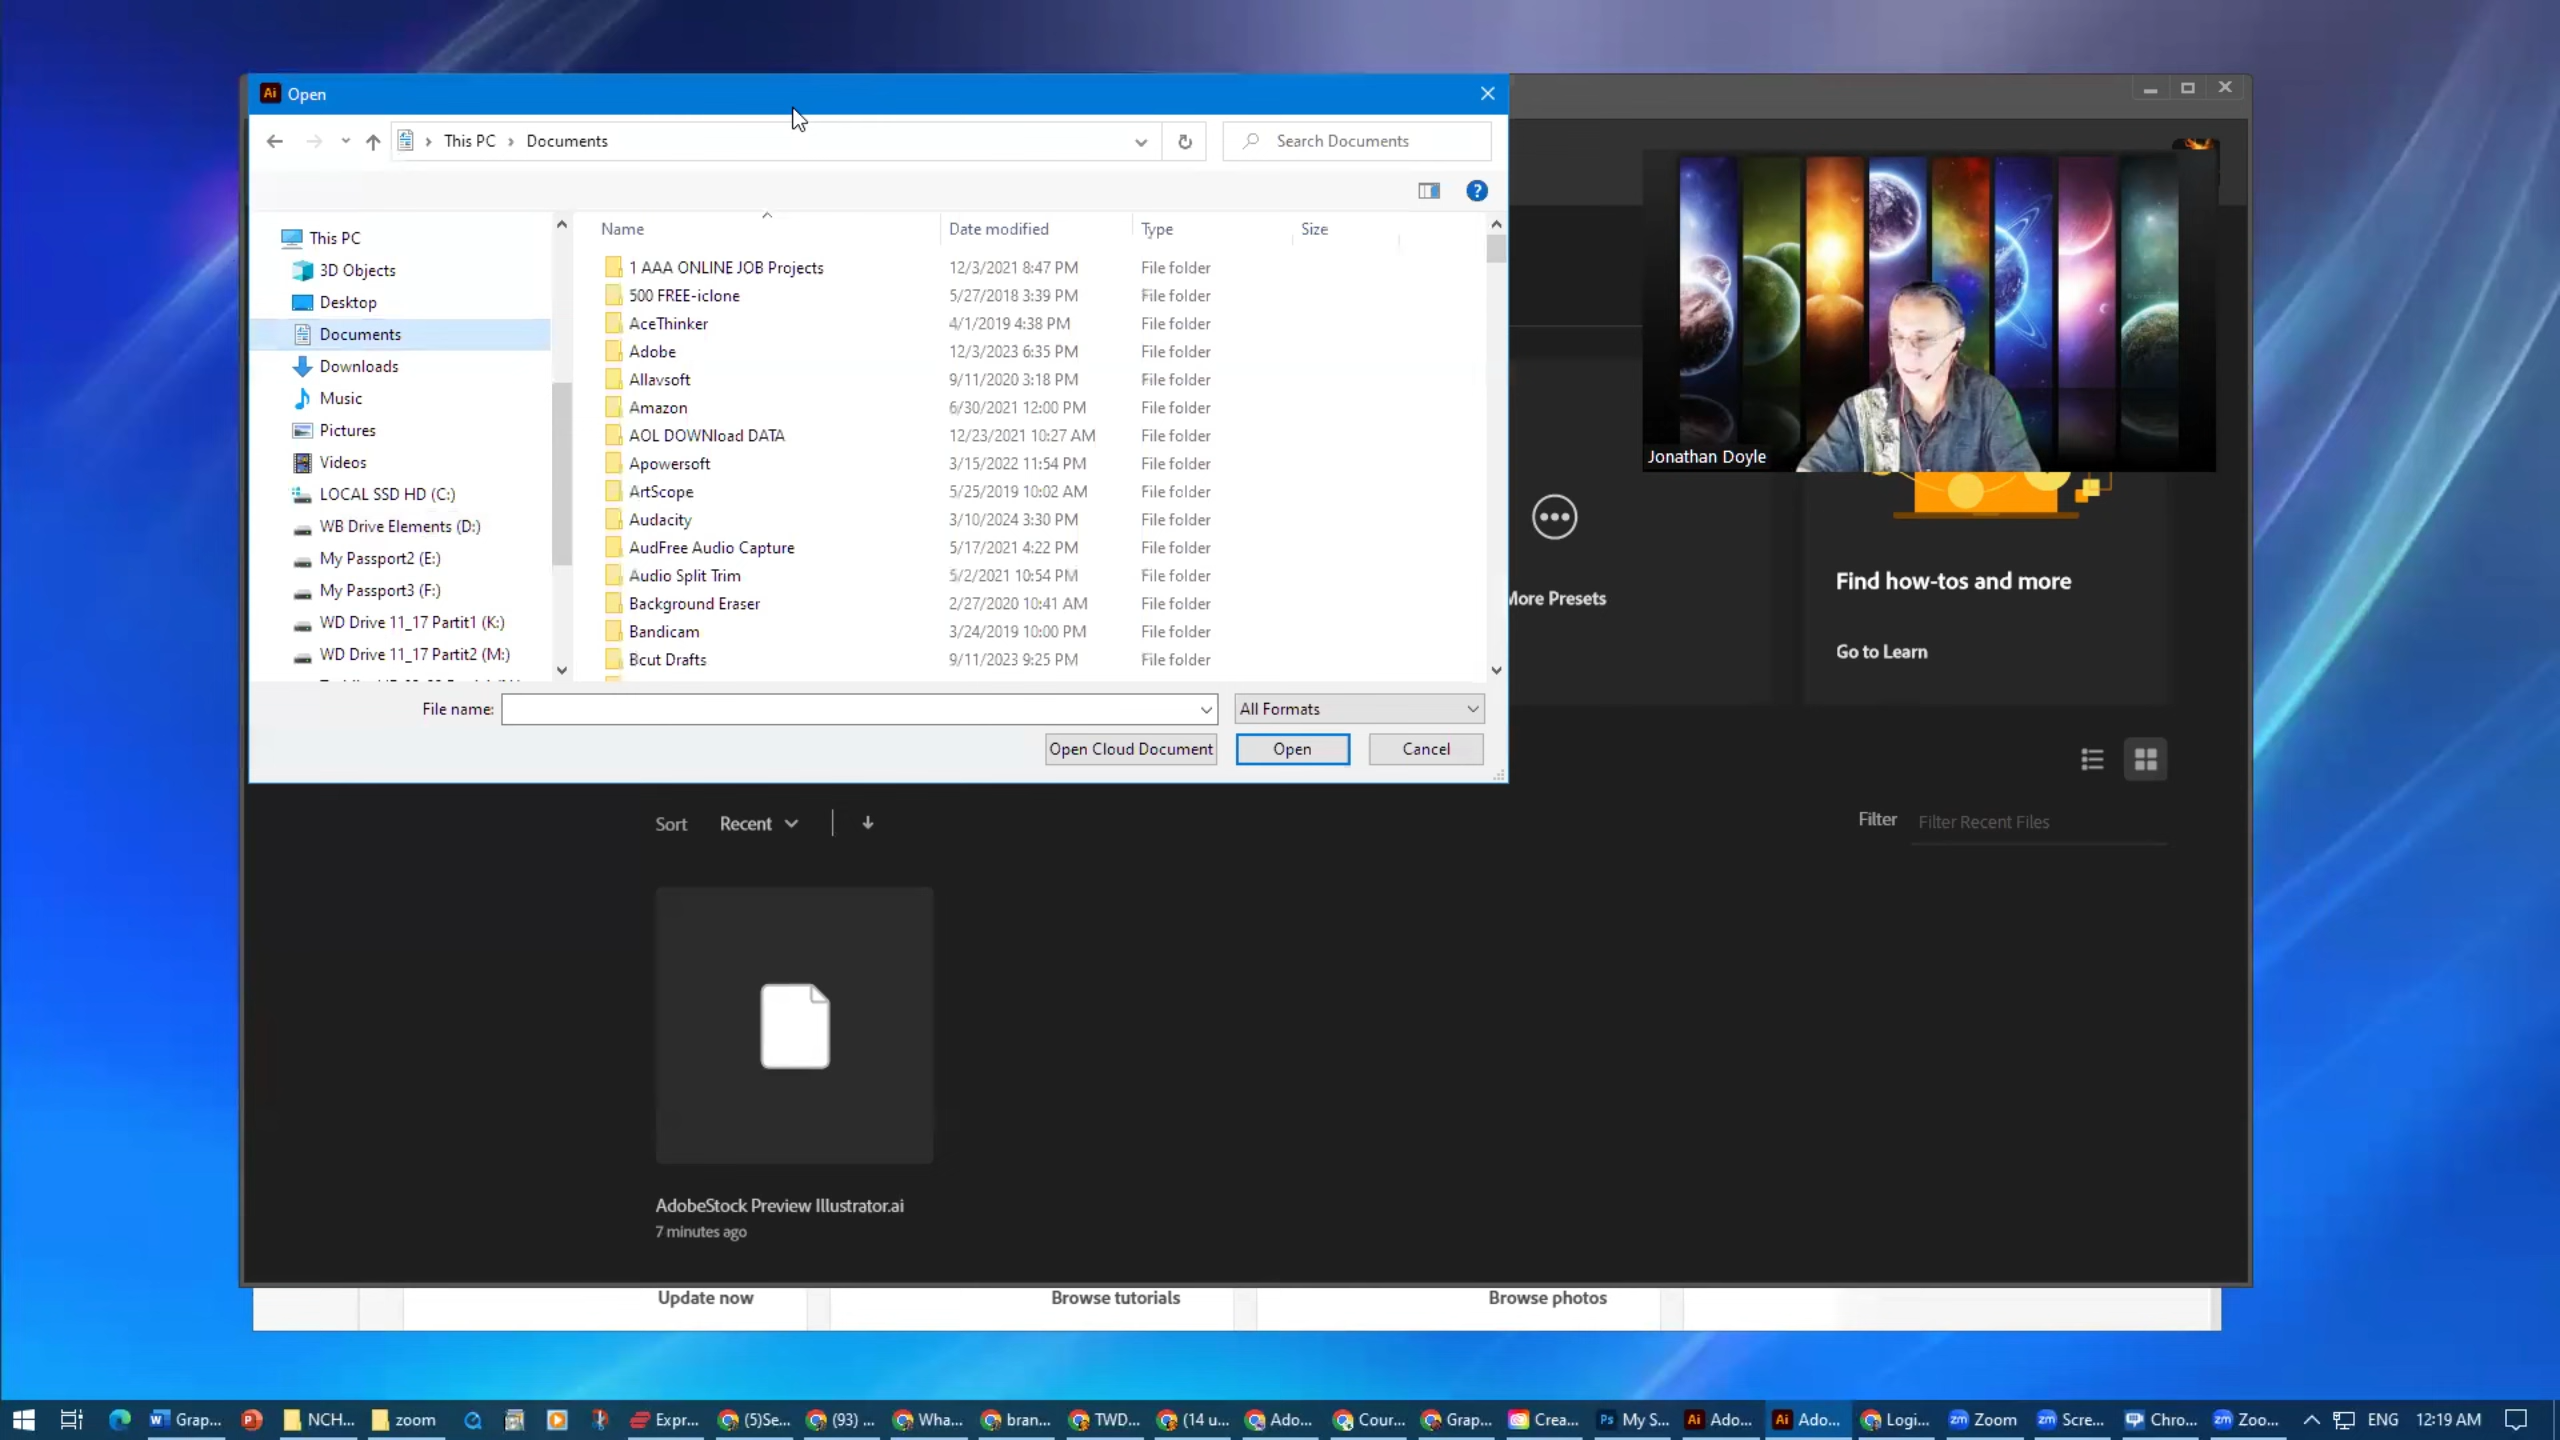 Ai Open
This PC > Documents
Search Documents
This PC
3D Objects
Desktop
Documents
Downloads
Music
Pictures
Videos
LOCAL SSD HD (C:)
WB Drive Elements (D:)
My Passport2 (E:)
My Passport3 (F:)
WD Drive 11_17 Partit1 (K:)
WD Drive 11_17 Partit2 (M:)
Name Date modified Type Size
1 AAA ONLINE JOB Projects 12/3/2021 8:47 PM File folder
500 FREE-iclone 5/27/2018 3:39 PM File folder
AceThinker 4/1/2019 4:38 PM File folder
Adobe 12/3/2023 6:35 PM File folder
Allavsoft 9/11/2020 3:18 PM File folder
Amazon 6/30/2021 12:00 PM File folder
AOL DOWNload DATA 12/23/2021 10:27 AM File folder
Apowersoft 3/15/2022 11:54 PM File folder
ArtScope 5/25/2019 10:02 AM File folder
Audacity 3/10/2024 3:30 PM File folder
AudFree Audio Capture 5/17/2021 4:22 PM File folder
Audio Split Trim 5/2/2021 10:54 PM File folder
Background Eraser 2/27/2020 10:41 AM File folder
Bandicam 3/24/2019 10:00 PM File folder
Bcut Drafts 9/11/2023 9:25 PM File folder
File name: All Formats
Open Cloud Document Open Cancel
Jonathan Doyle
More Presets
Find how-tos and more
Go to Learn
Sort Recent
Filter Filter Recent Files
AdobeStock Preview Illustrator.ai
7 minutes ago
Update now Browse tutorials Browse photos
Grap... NCH... zoom Expr... (5)Se... (93) ... Wha... bran... TWD... (14 u... Ado... Cour... Grap... Crea... Ps My S... Ai Ado... Ai Ado... Logi... zm Zoom zm Scre... Chro... zm Zoo... ENG 12:19 AM